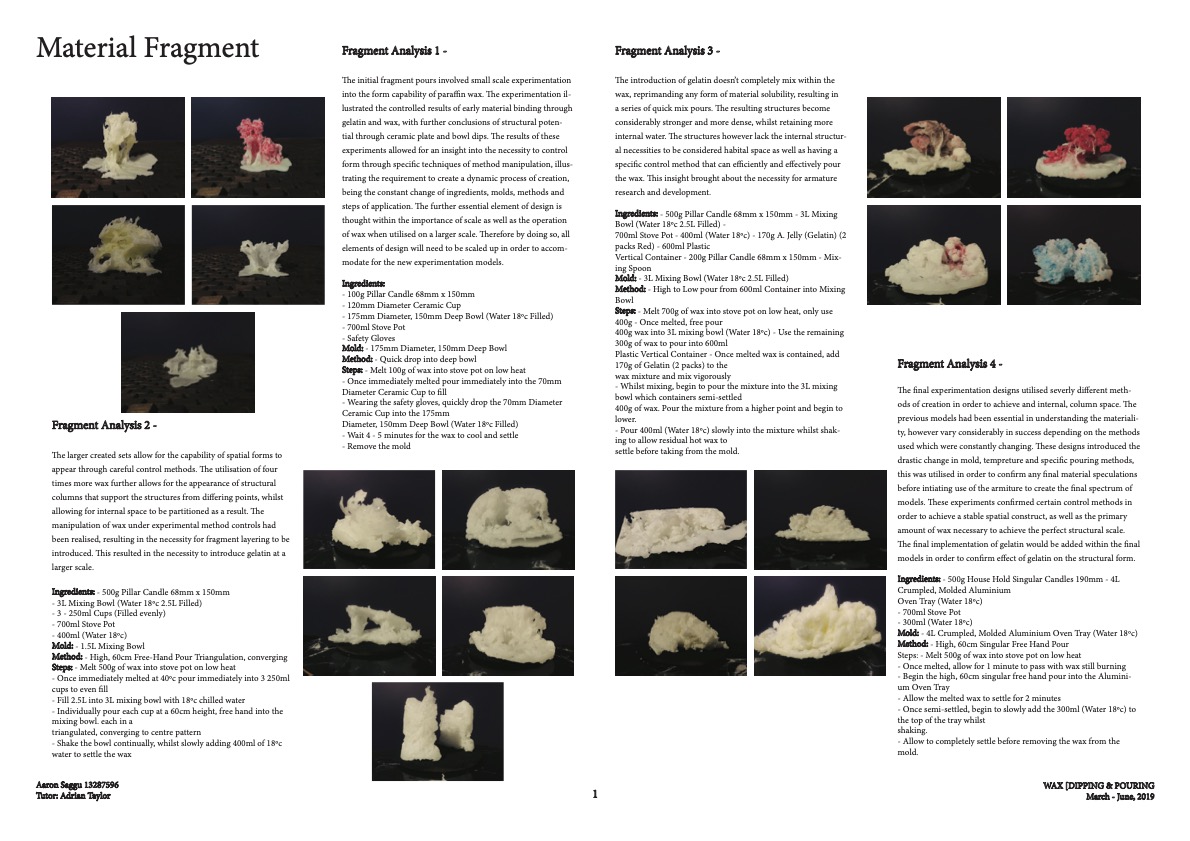 Material Fragment
Fragment Analysis 1 -
The initial fragment pours involved small scale experimentation
into the form capability of paraffin wax. The experimentation il-
lustrated the controlled results of early material binding through
gelatin and wax, with further conclusions of structural poten-
tial through ceramic plate and bowl dips. The results of these
experiments allowed for an insight into the necessity to control
form through specific techniques of method manipulation, illus-
trating the requirement to create a dynamic process of creation,
being the constant change of ingredients, molds, methods and
steps of application. The further essential element of design is
thought within the importance of scale as well as the operation
of wax when utilised on a larger scale. Therefore by doing so, all
elements of design will need to be scaled up in order to accom-
modate for the new experimentation models.
Ingredients:
- 100g Pillar Candle 68mm x 150mm
- 120mm Diameter Ceramic Cup
- 175mm Diameter, 150mm Deep Bowl (Water 18ºc Filled)
- 700ml Stove Pot
- Safety Gloves
Mold: - 175mm Diameter, 150mm Deep Bowl
Method: - Quick drop into deep bowl
Steps: - Melt 100g of wax into stove pot on low heat
- Once immediately melted pour immediately into the 70mm
Diameter Ceramic Cup to fill
- Wearing the safety gloves, quickly drop the 70mm Diameter
Ceramic Cup into the 175mm
Diameter, 150mm Deep Bowl (Water 18ºc Filled)
- Wait 4 - 5 minutes for the wax to cool and settle
- Remove the mold
Fragment Analysis 2 -
The larger created sets allow for the capability of spatial forms to
appear through careful control methods. The utilisation of four
times more wax further allows for the appearance of structural
columns that support the structures from differing points, whilst
allowing for internal space to be partitioned as a result. The
manipulation of wax under experimental method controls had
been realised, resulting in the necessity for fragment layering to be
introduced. This resulted in the necessity to introduce gelatin at a
larger scale.
Ingredients: - 500g Pillar Candle 68mm x 150mm
- 3L Mixing Bowl (Water 18ºc 2.5L Filled)
- 3 - 250ml Cups (Filled evenly)
- 700ml Stove Pot
- 400ml (Water 18ºc)
Mold: - 1.5L Mixing Bowl
Method: - High, 60cm Free-Hand Pour Triangulation, converging
Steps: - Melt 500g of wax into stove pot on low heat
- Once immediately melted at 40ºc pour immediately into 3 250ml
cups to even fill
- Fill 2.5L into 3L mixing bowl with 18ºc chilled water
- Individually pour each cup at a 60cm height, free hand into the
mixing bowl. each in a
triangulated, converging to centre pattern
- Shake the bowl continually, whilst slowly adding 400ml of 18ºc
water to settle the wax
Fragment Analysis 3 -
The introduction of gelatin doesn't completely mix within the
wax, reprimanding any form of material solubility, resulting in
a series of quick mix pours. The resulting structures become
considerably stronger and more dense, whilst retaining more
internal water. The structures however lack the internal structur-
al necessities to be considered habital space as well as having a
specific control method that can efficiently and effectively pour
the wax. This insight brought about the necessity for armature
research and development.
Ingredients: - 500g Pillar Candle 68mm x 150mm - 3L Mixing
Bowl (Water 18ºc 2.5L Filled) -
700ml Stove Pot - 400ml (Water 18ºc) - 170g A. Jelly (Gelatin) (2
packs Red) - 600ml Plastic
Vertical Container - 200g Pillar Candle 68mm x 150mm - Mix-
ing Spoon
Mold: - 3L Mixing Bowl (Water 18ºc 2.5L Filled)
Method: - High to Low pour from 600ml Container into Mixing
Bowl
Steps: - Melt 700g of wax into stove pot on low heat, only use
400g - Once melted, free pour
400g wax into 3L mixing bowl (Water 18ºc) - Use the remaining
300g of wax to pour into 600ml
Plastic Vertical Container - Once melted wax is contained, add
170g of Gelatin (2 packs) to the
wax mixture and mix vigorously
- Whilst mixing, begin to pour the mixture into the 3L mixing
bowl which containers semi-settled
400g of wax. Pour the mixture from a higher point and begin to
lower.
- Pour 400ml (Water 18ºc) slowly into the mixture whilst shak-
ing to allow residual hot wax to
settle before taking from the mold.
Fragment Analysis 4 -
The final experimentation designs utilised severly different meth-
ods of creation in order to achieve and internal, column space. The
previous models had been essential in understanding the materiali-
ty, however vary considerably in success depending on the methods
used which were constantly changing. These designs introduced the
drastic change in mold, tempreture and specific pouring methods,
this was utilised in order to confirm any final material speculations
before intiating use of the armiture to create the final spectrum of
models. These experiments confirmed certain control methods in
order to achieve a stable spatial construct, as well as the primary
amount of wax necessary to achieve the perfect structural scale.
The final implementation of gelatin would be added within the final
models in order to confirm effect of gelatin on the structural form.
Ingredients: - 500g House Hold Singular Candles 190mm - 4L
Crumpled, Molded Aluminium
Oven Tray (Water 18ºc)
- 700ml Stove Pot
- 300ml (Water 18ºc)
Mold: - 4L Crumpled, Molded Aluminium Oven Tray (Water 18ºc)
Method: - High, 60cm Singular Free Hand Pour
Steps: - Melt 500g of wax into stove pot on low heat
- Once melted, allow for 1 minute to pass with wax still burning
- Begin the high, 60cm singular free hand pour into the Alumini-
um Oven Tray
- Allow the melted wax to settle for 2 minutes
- Once semi-settled, begin to slowly add the 300ml (Water 18ºc) to
the top of the tray whilst
shaking.
- Allow to completely settle before removing the wax from the
mold.
Aaron Saggu 13287596
Tutor: Adrian Taylor
1
WAX [DIPPING & POURING
March - June, 2019